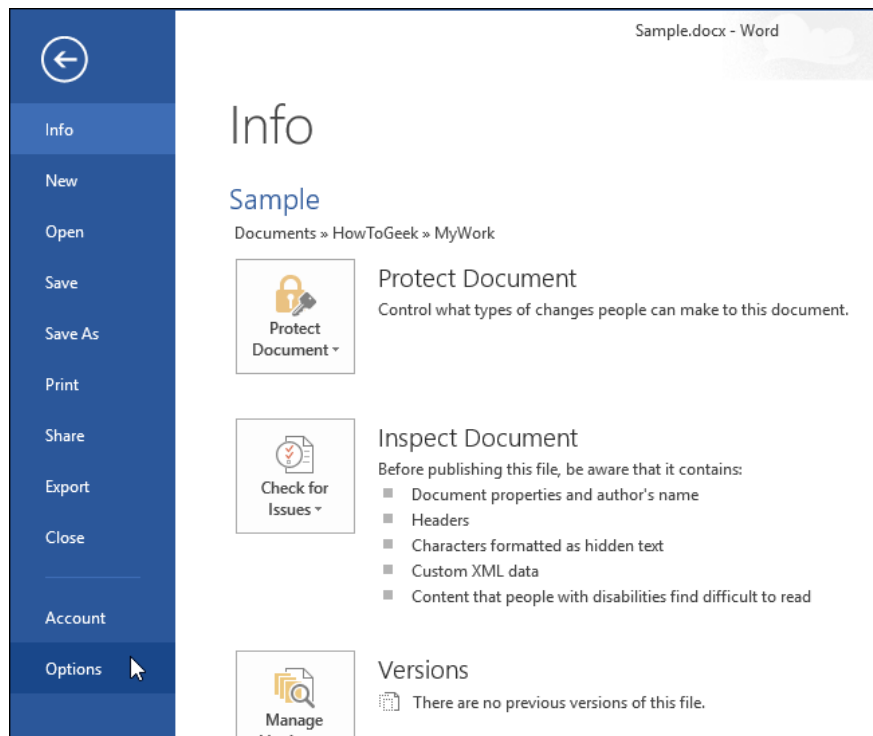 Sample.docx - Word
Info
New
Open
Save
Save As
Print
Share
Export
Close
Account
Options
Info
Sample
Documents » HowToGeek » MyWork
Protect
Document
Protect Document
Control what types of changes people can make to this document.
Check for
Issues
Inspect Document
Before publishing this file, be aware that it contains:
Document properties and author's name
Headers
Characters formatted as hidden text
Custom XML data
Content that people with disabilities find difficult to read
Manage
Versions
There are no previous versions of this file.